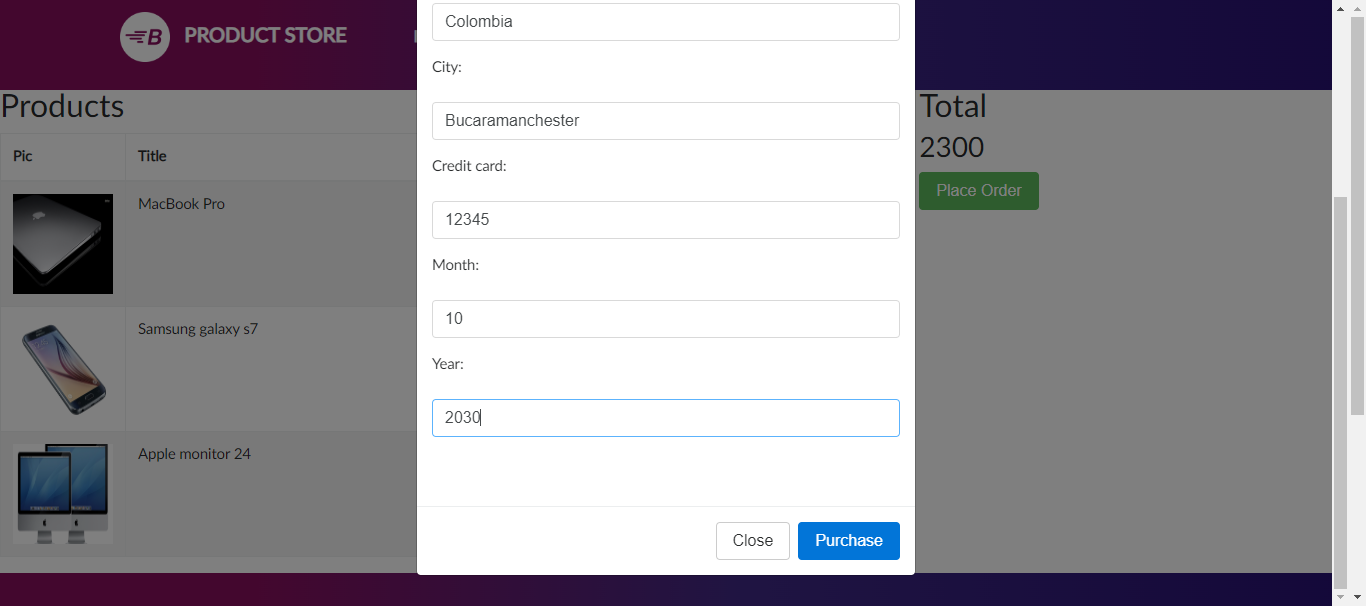 PRODUCT STORE
Products
Pic Title
MacBook Pro
Samsung galaxy s7
Apple monitor 24
Colombia
City:
Bucaramanchester
Credit card:
12345
Month:
10
Year:
2030
Close Purchase
Total
2300
Place Order